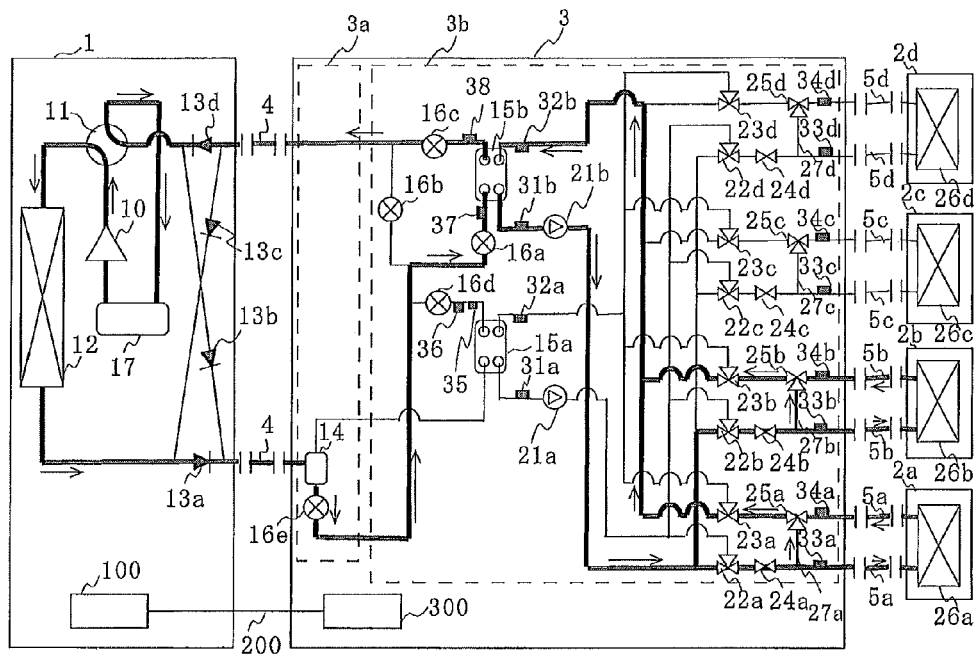 3a 3b 3
1 2d
11 13d 4 16c 38 15b 32b 25d 34d 5d
23d 33d
16b 31b 21b 22d 24d 27d 5d 26d
10 37 2c
13c 16a 25c 34c 5c
16d 32a 23c 33c
13b 36 22c 24c 27c 5c 26c
12 17 35 15a 2b
31a 25b 34b 5b
23b 33b
4 14 21a 22b 24b 27b 5b 26b
13a 2a
16e 25a 34a 5a
23a 33a
100 300 22a 24a 27a 5a 26a
200